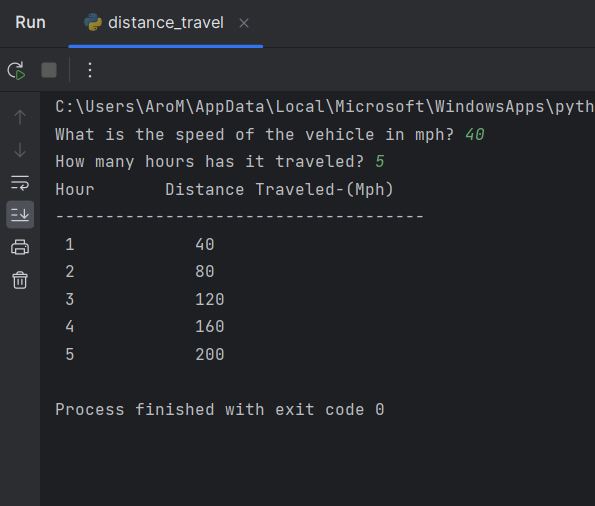 Run distance_travel
C:\Users\AroM\AppData\Local\Microsoft\WindowsApps\pyth
What is the speed of the vehicle in mph? 40
How many hours has it traveled? 5
Hour       Distance Traveled-(Mph)
-------------------------------------
1            40
2            80
3            120
4            160
5            200
Process finished with exit code 0